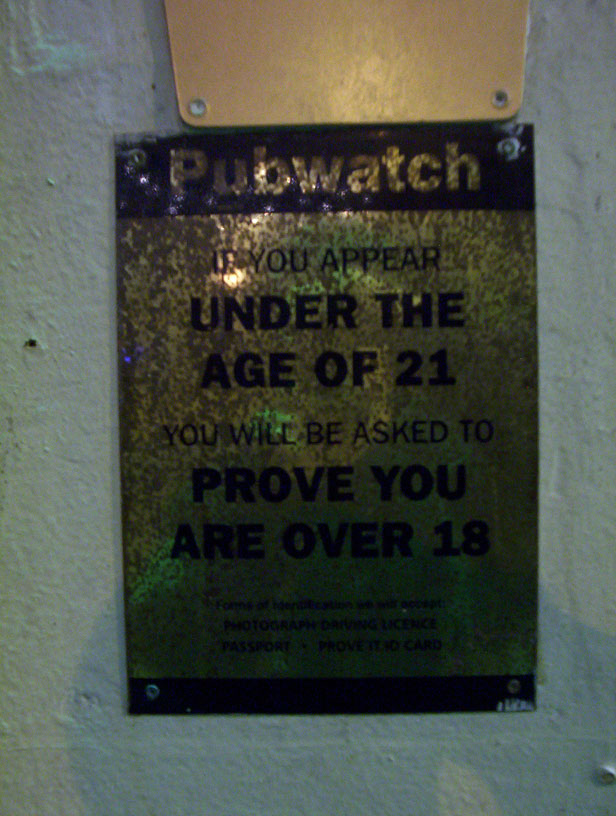 Pubwatch
IF YOU APPEAR
UNDER THE
AGE OF 21
YOU WILL BE ASKED TO
PROVE YOU
ARE OVER 18
Forms of identification we will accept:
PHOTOGRAPH DRIVING LICENCE
PASSPORT • PROVE IT ID CARD